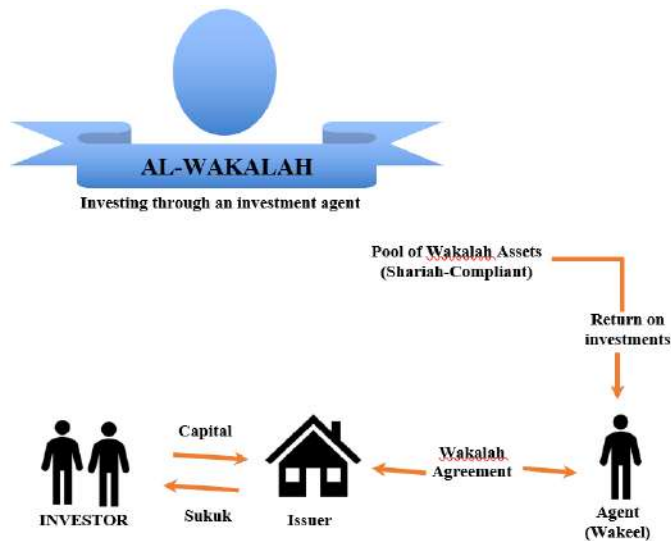 AL-WAKALAH
Investing through an investment agent
Pool of Wakalah Assets
(Shariah-Compliant)
Return on
investments
Capital
Wakalah
Agreement
INVESTOR
Sukuk
Issuer
Agent
(Wakeel)